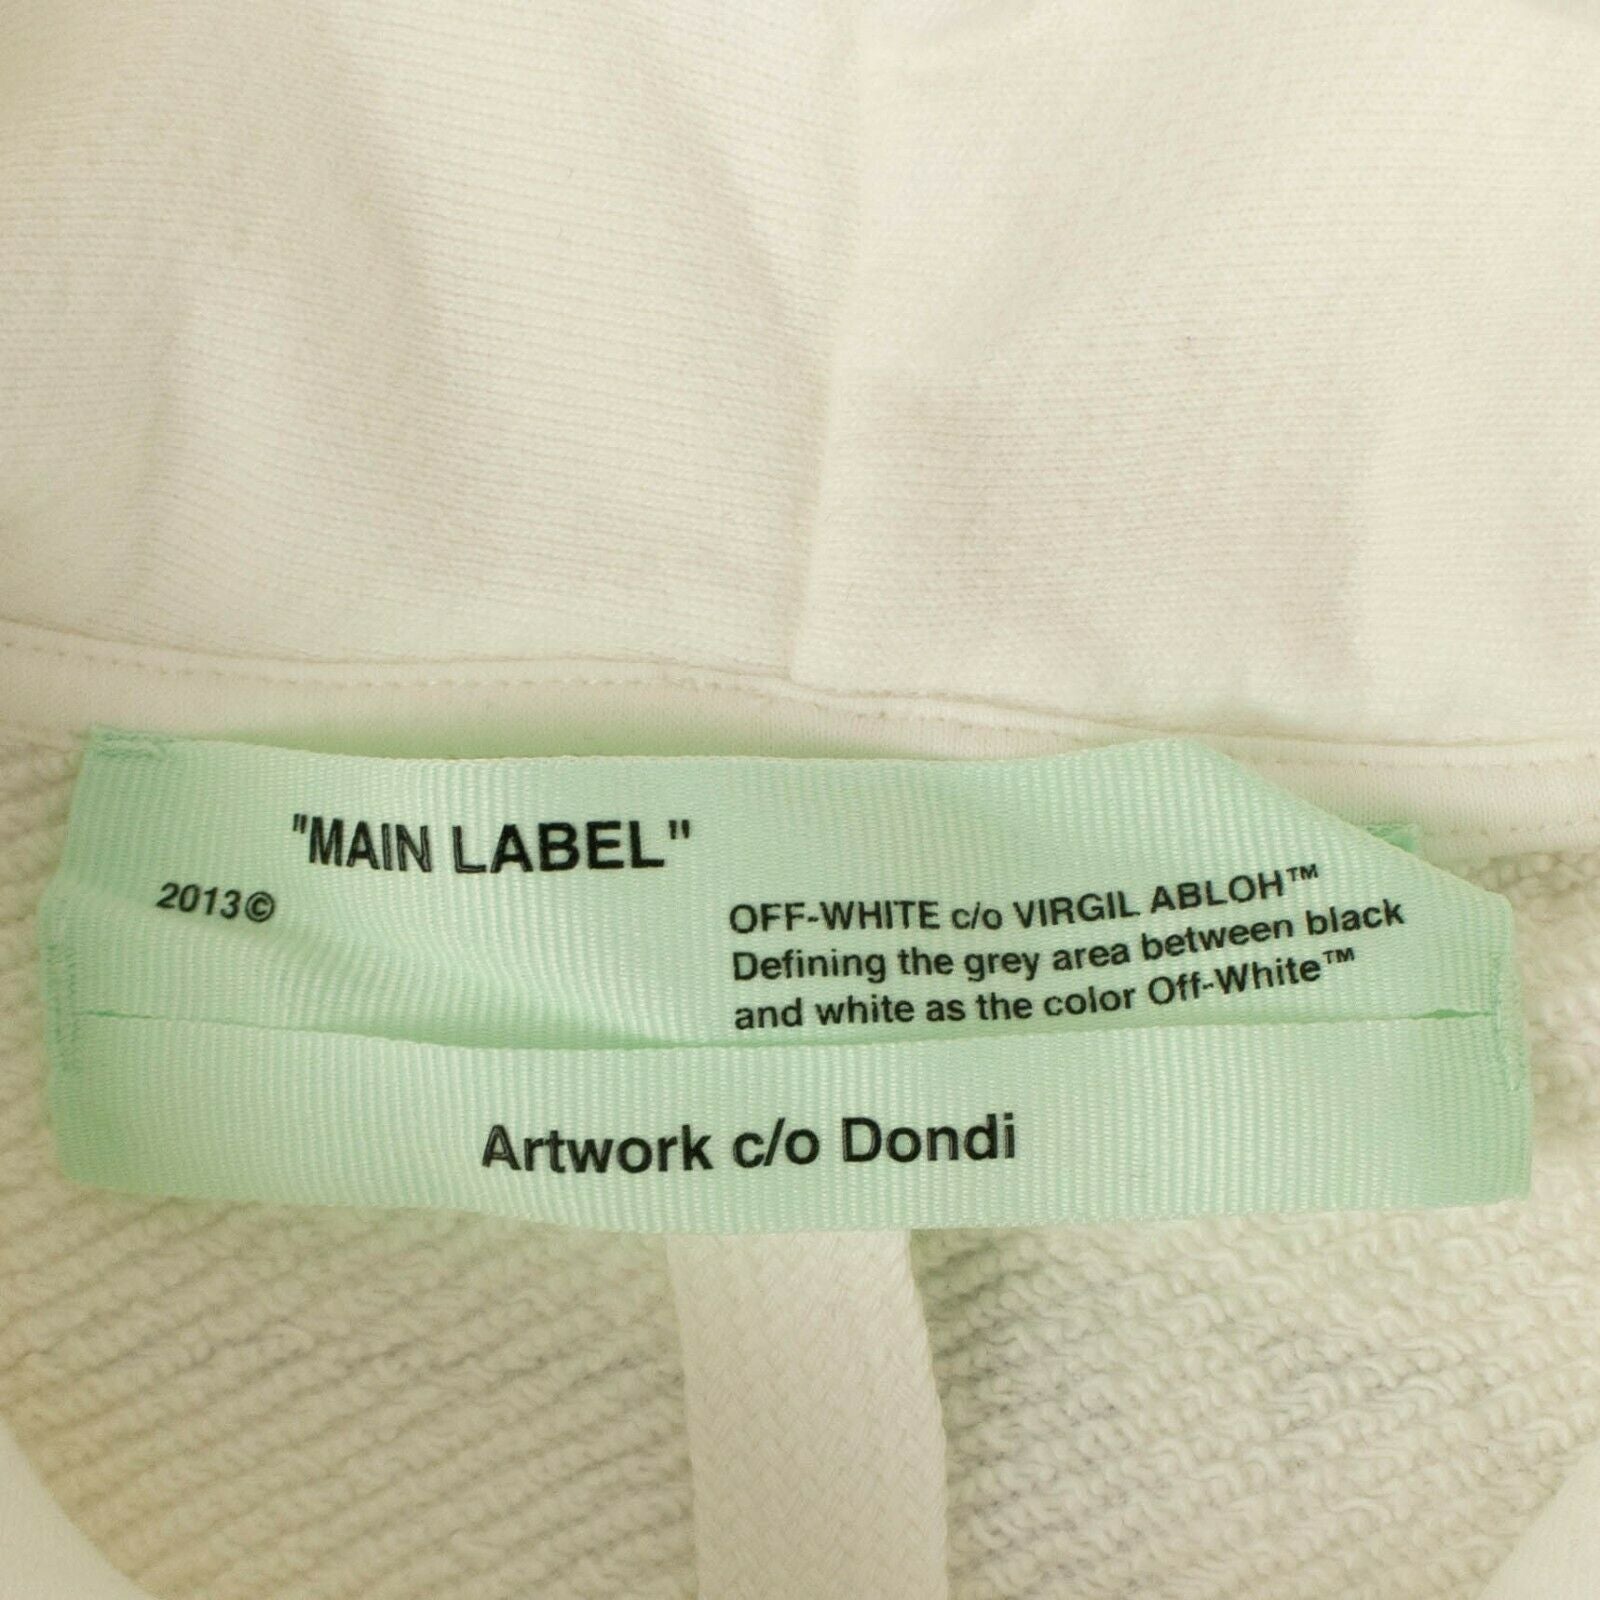 "MAIN LABEL"
2013©
OFF-WHITE c/o VIRGIL ABLOH™
Defining the grey area between black
and white as the color Off-White™
Artwork c/o Dondi